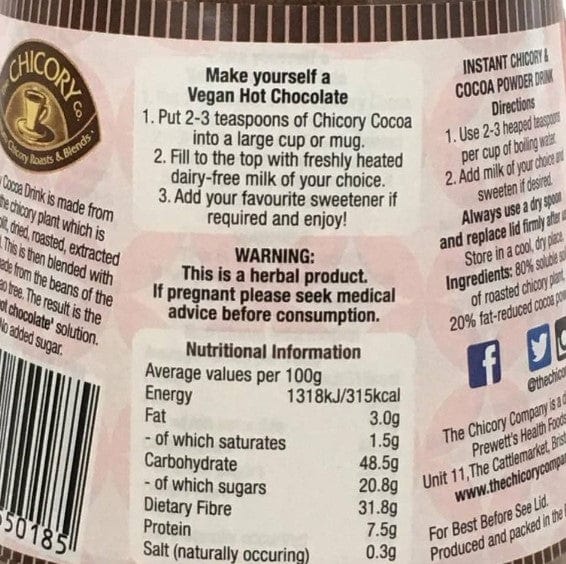 CHICORY
Co.
Chicory Roasts & Blends.
Cocoa Drink is made from
the chicory plant which is
dried, roasted, extracted
This is then blended with
from the beans of the
tree. The result is the
hot chocolate' solution.
No added sugar.
50185
Make yourself a
Vegan Hot Chocolate
1. Put 2-3 teaspoons of Chicory Cocoa
into a large cup or mug.
2. Fill to the top with freshly heated
dairy-free milk of your choice.
3. Add your favourite sweetener if
required and enjoy!
WARNING:
This is a herbal product.
If pregnant please seek medical
advice before consumption.
Nutritional Information
Average values per 100g
Energy 1318kJ/315kcal
Fat 3.0g
- of which saturates 1.5g
Carbohydrate 48.5g
- of which sugars 20.8g
Dietary Fibre 31.8g
Protein 7.5g
Salt (naturally occuring) 0.3g
INSTANT CHICORY &
COCOA POWDER DRINK
Directions
1. Use 2-3 heaped teaspoons
per cup of boiling water.
2. Add milk of your choice and
sweeten if desired.
Always use a dry spoon
and replace lid firmly after
Store in a cool, dry place.
Ingredients: 80% soluble
of roasted chicory plant,
20% fat-reduced cocoa
f
@thechico
The Chicory Company is a
Prewett's Health Foods
Unit 11, The Cattlemarket,
www.thechicorycompa
For Best Before See Lid.
Produced and packed in the